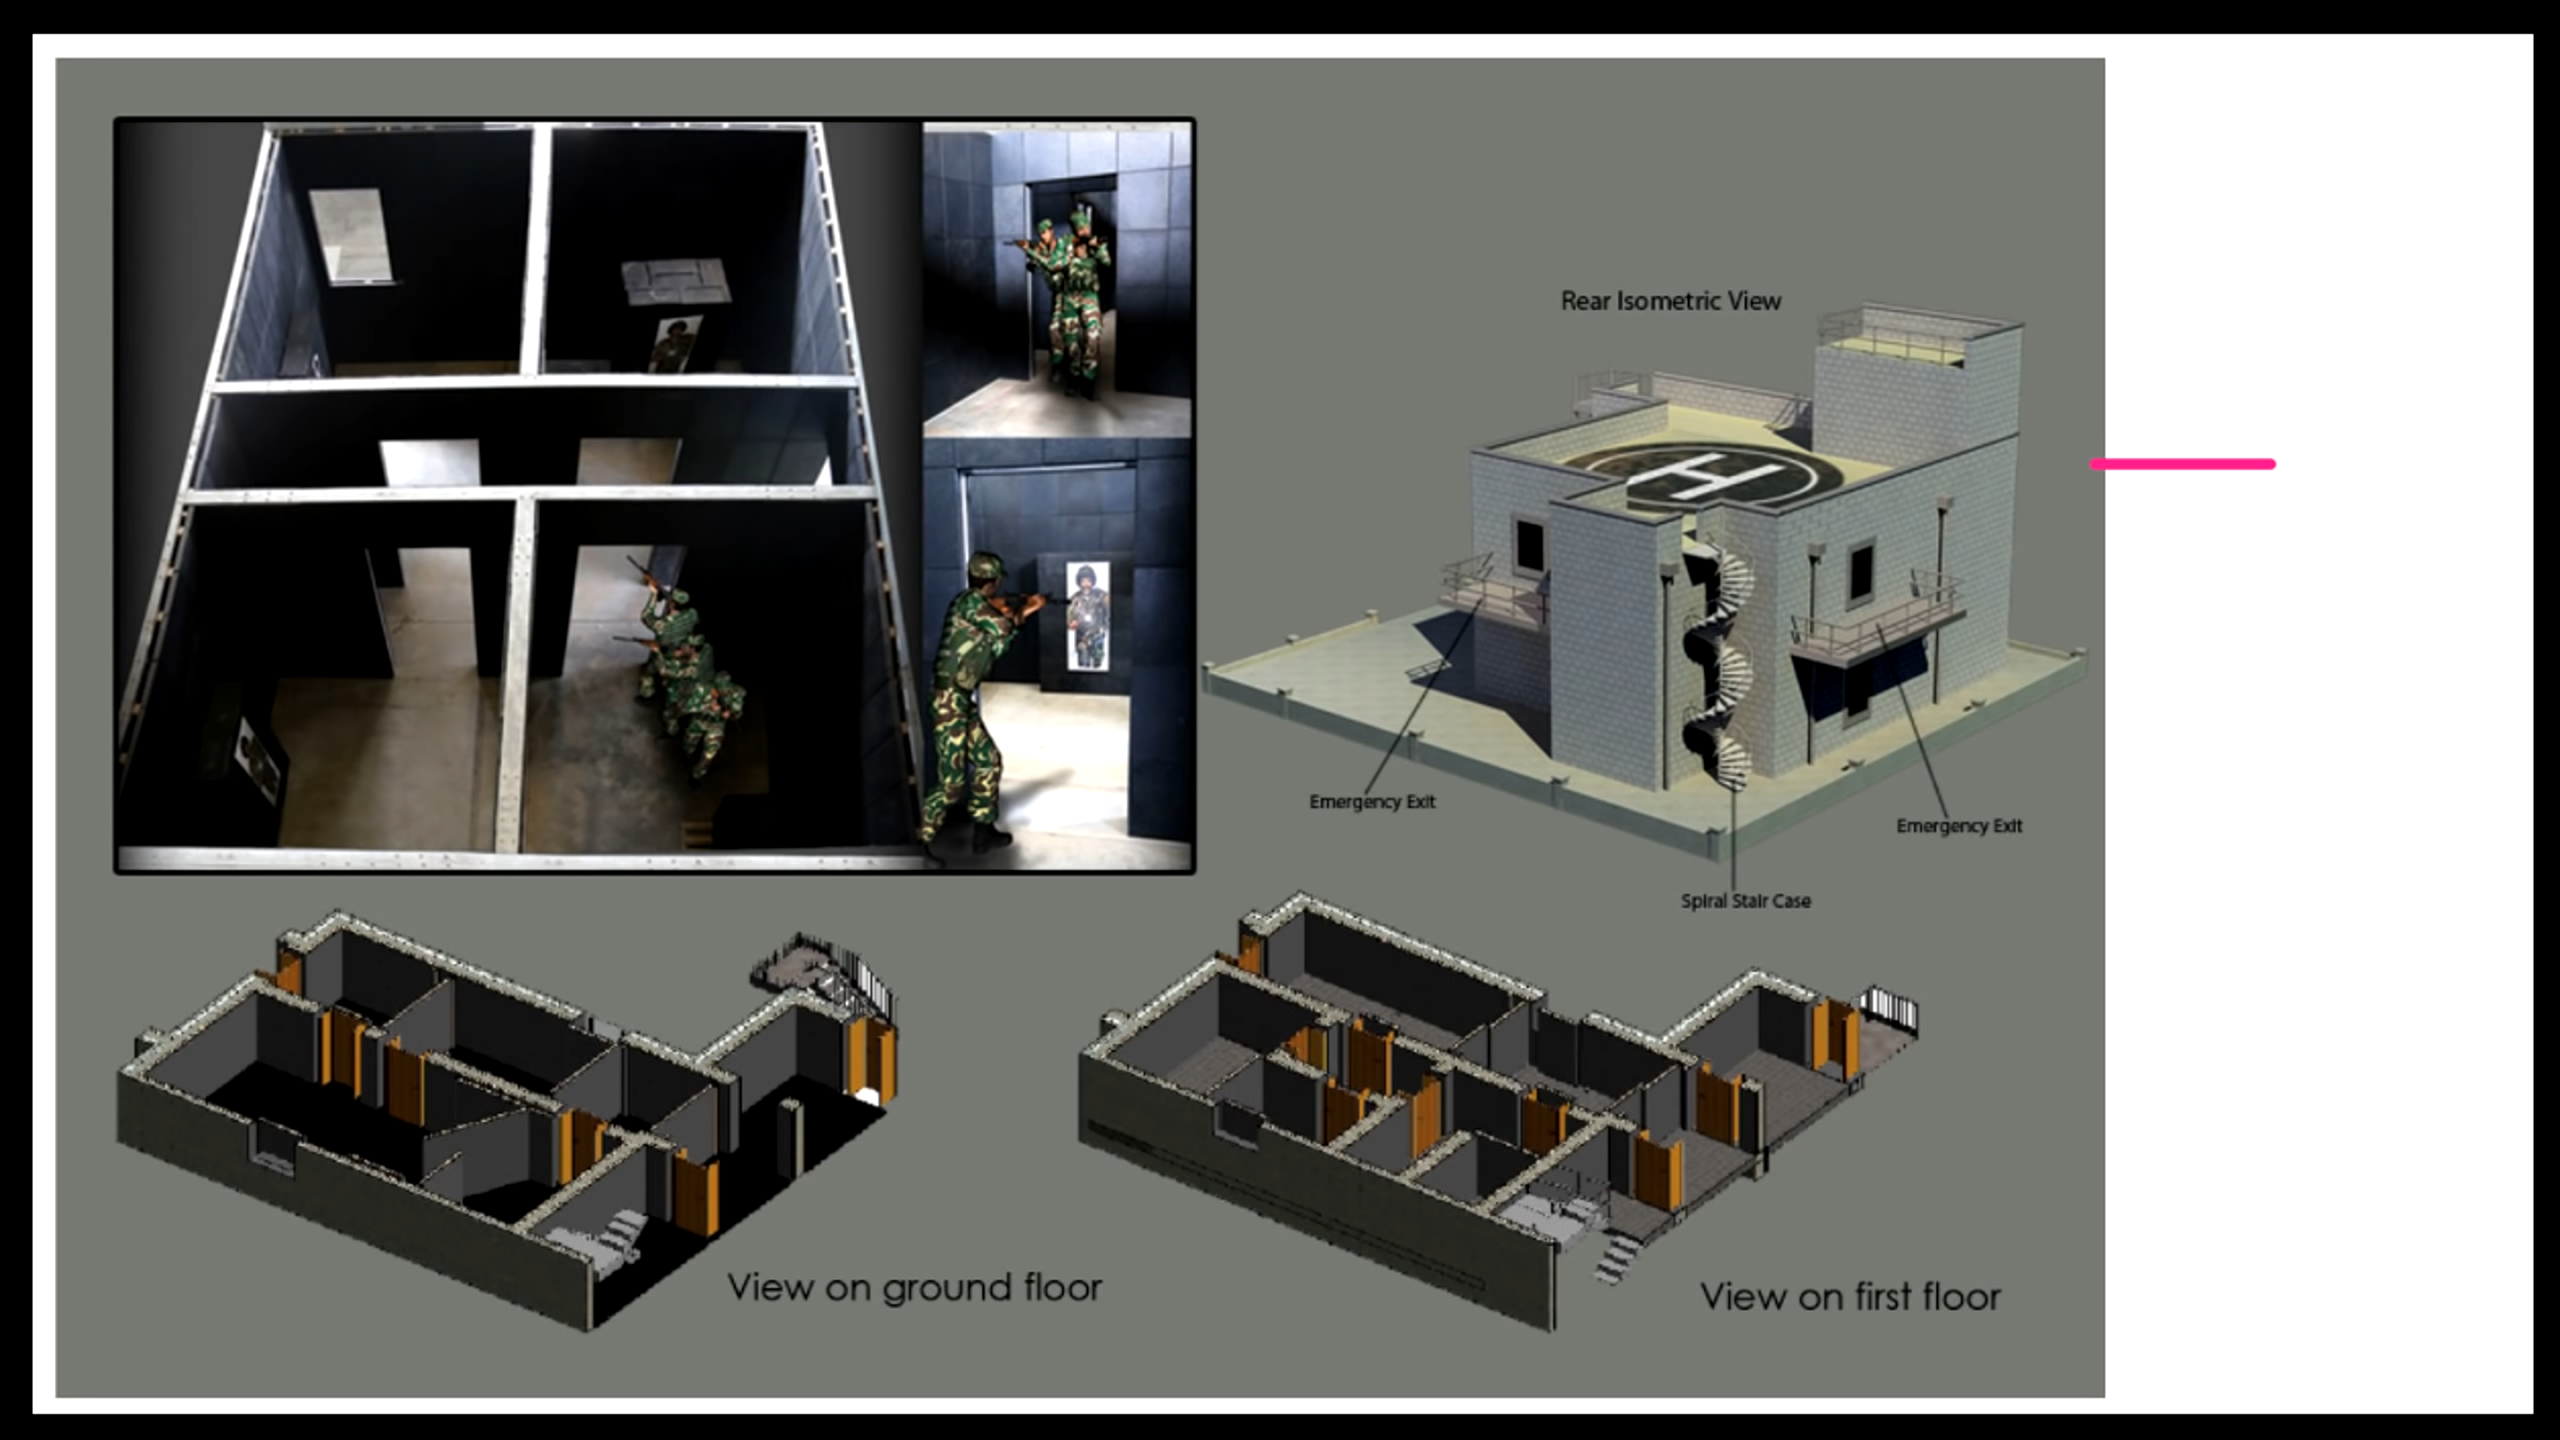 Rear Isometric View
H
Emergency Exit
Emergency Exit
Spiral Stair Case
View on ground floor
View on first floor